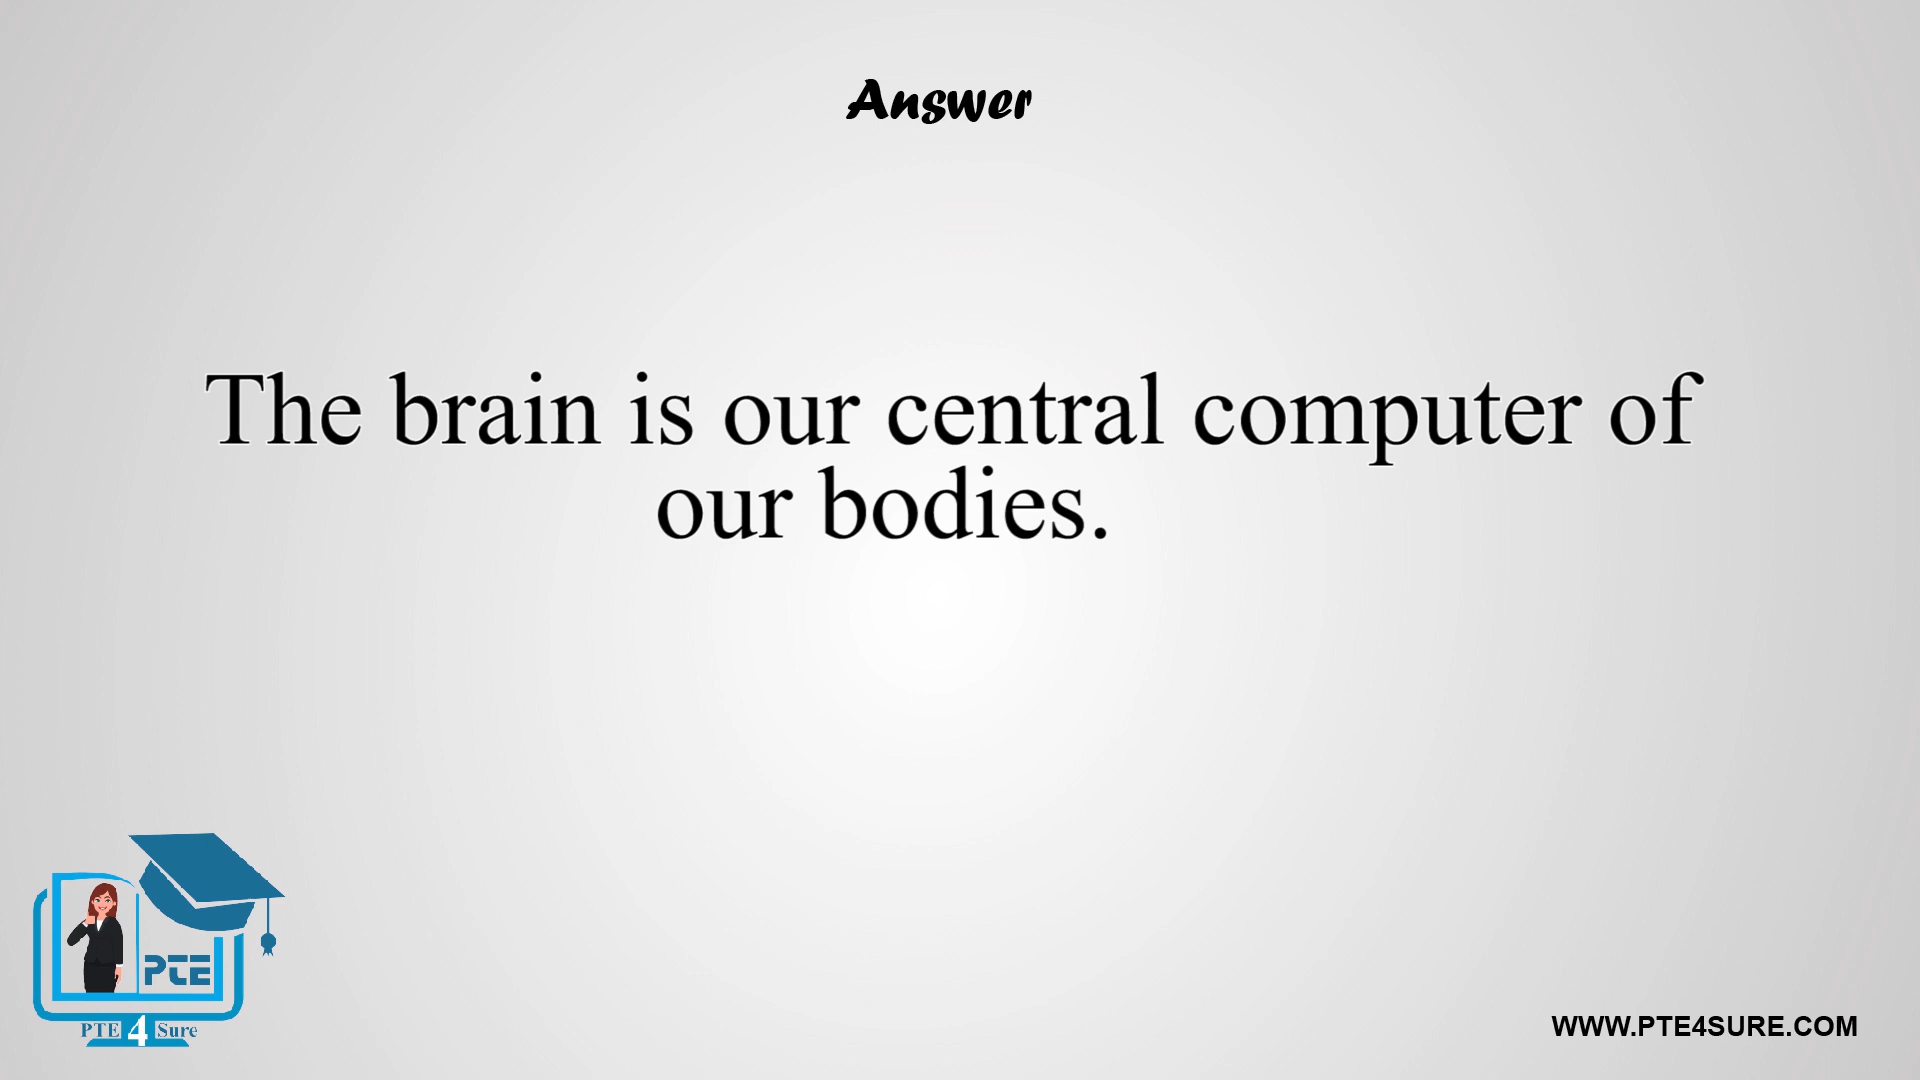 Answer
The brain is our central computer of
our bodies.
PTE
PTE 4 Sure
WWW.PTE4SURE.COM